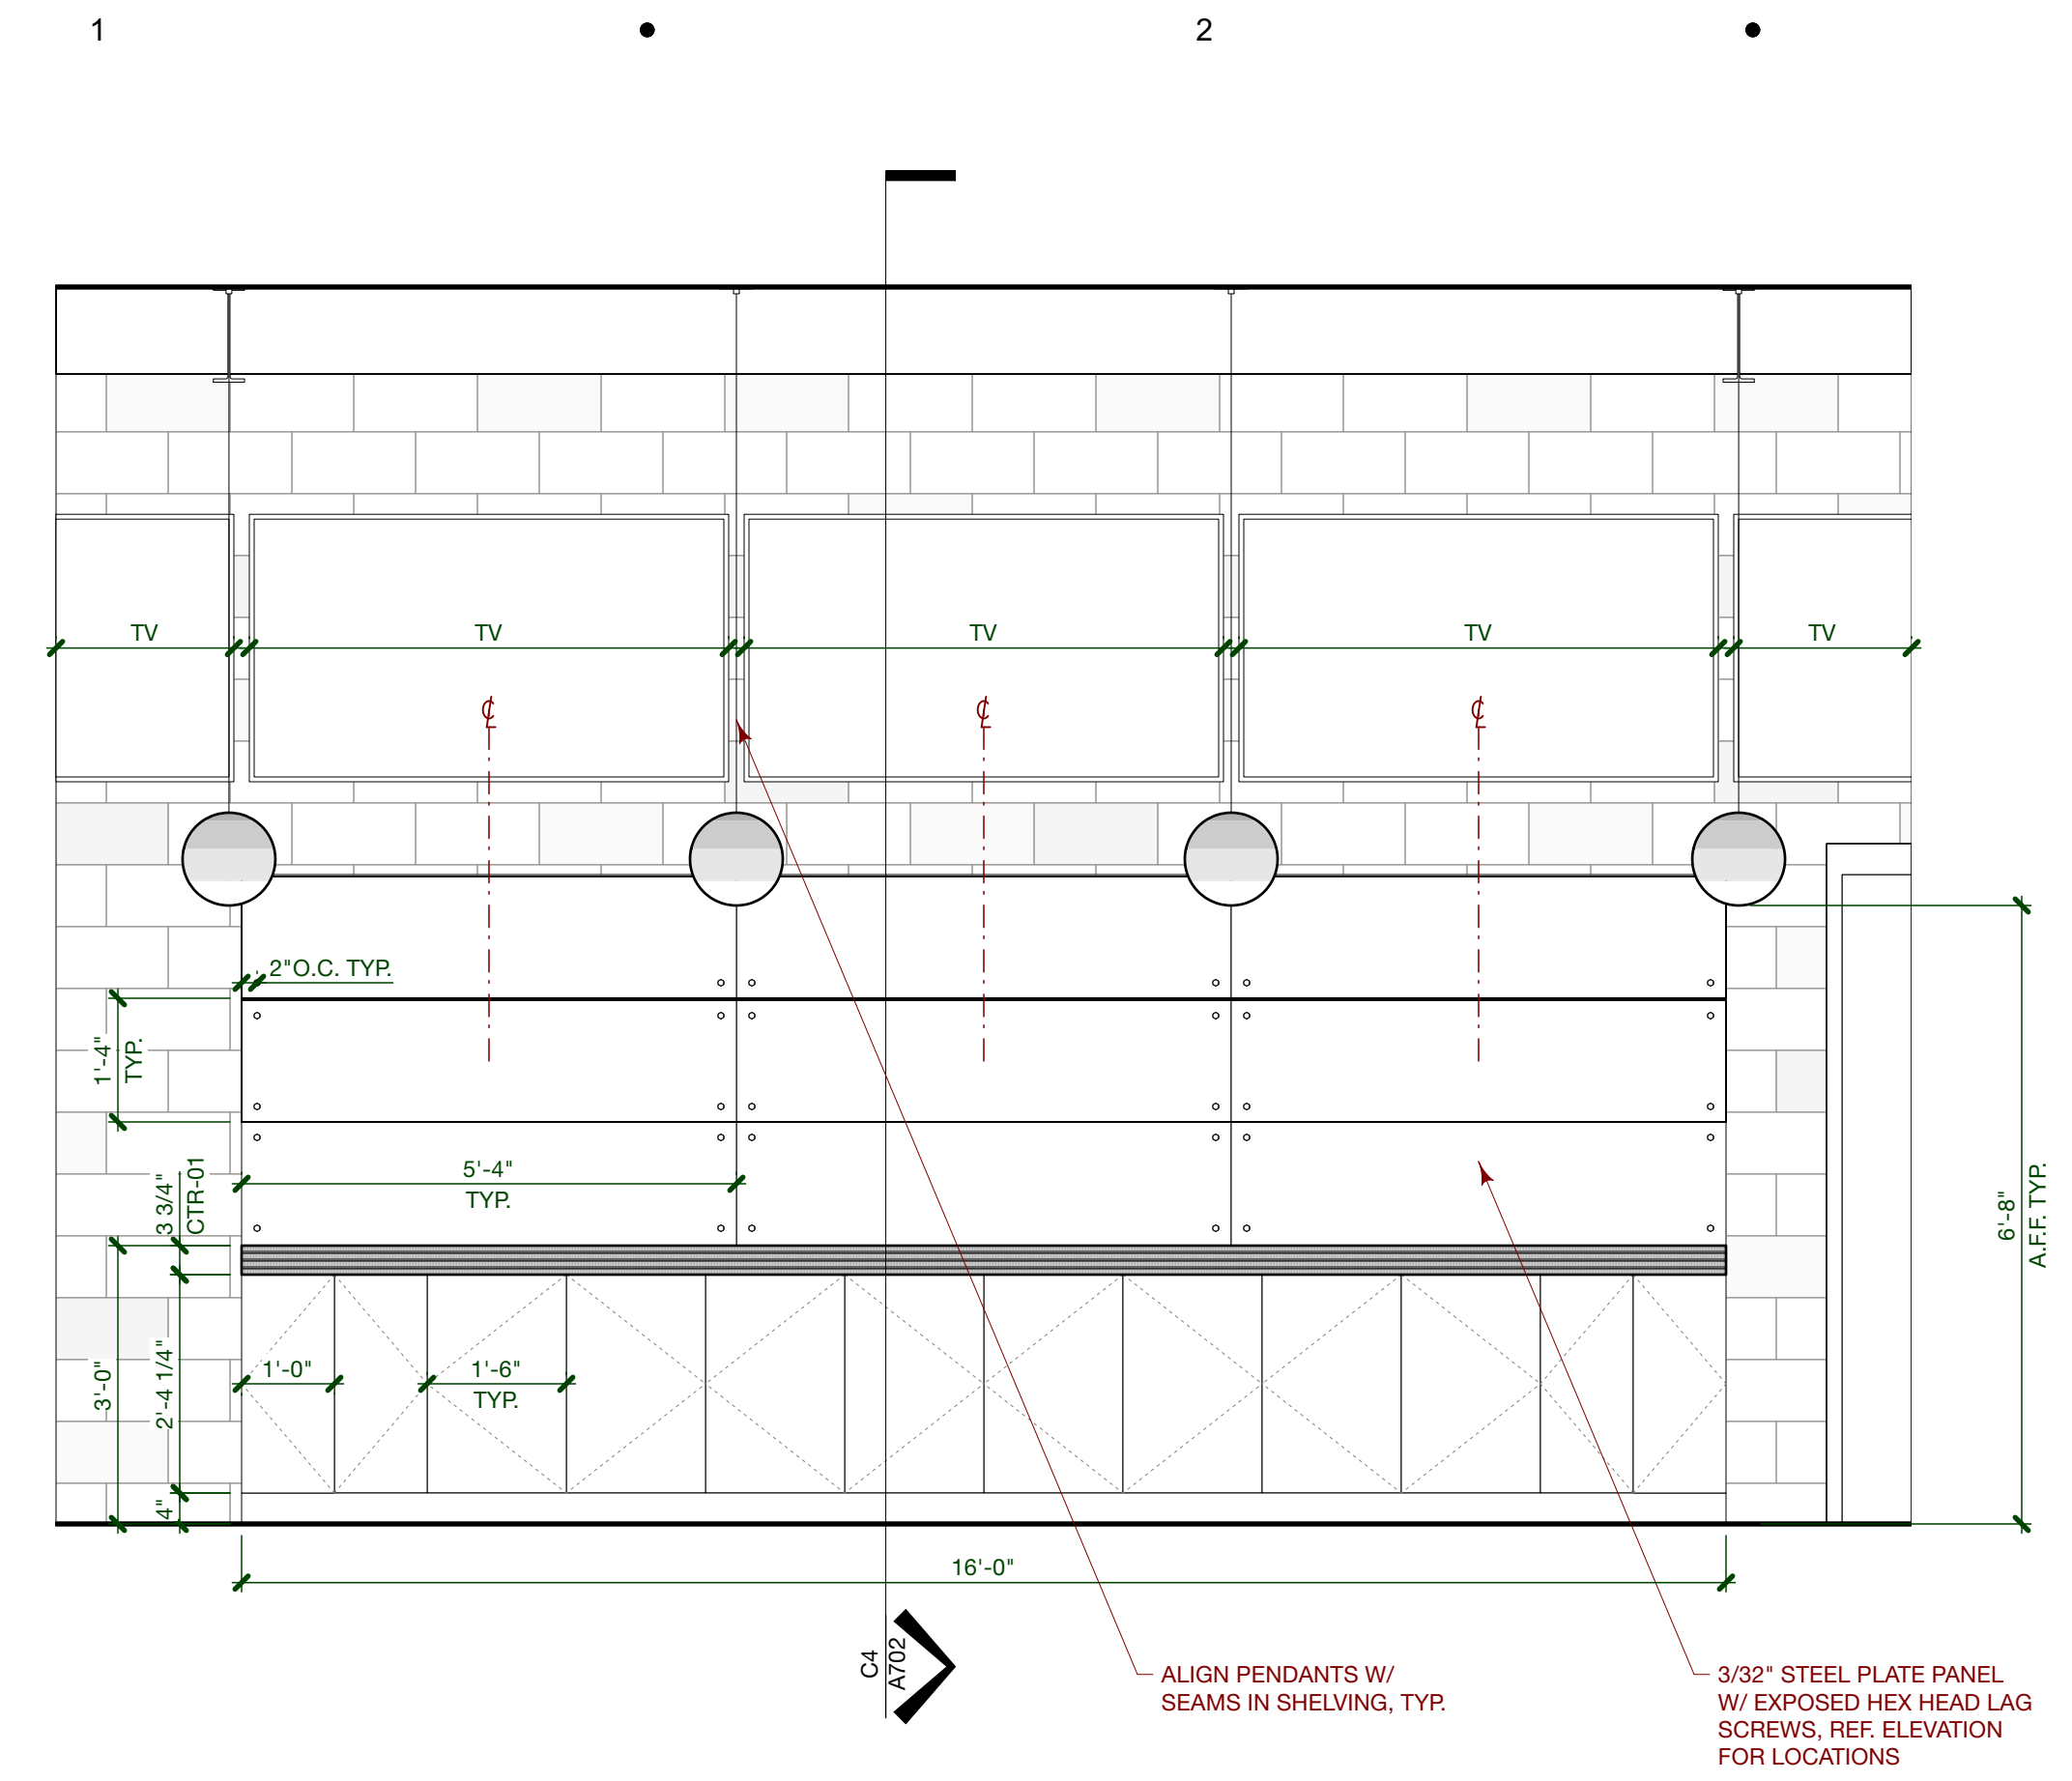 1
2
TV
TV
TV
TV
TV
℄
℄
℄
2"O.C. TYP.
1'-4"
TYP.
5'-4"
TYP.
3 3/4"
CTR-01
6'-8"
A.F.F. TYP.
1'-0"
1'-6"
TYP.
3'-0"
2'-4 1/4"
4"
16'-0"
C4
A702
ALIGN PENDANTS W/
SEAMS IN SHELVING, TYP.
3/32" STEEL PLATE PANEL
W/ EXPOSED HEX HEAD LAG
SCREWS, REF. ELEVATION
FOR LOCATIONS